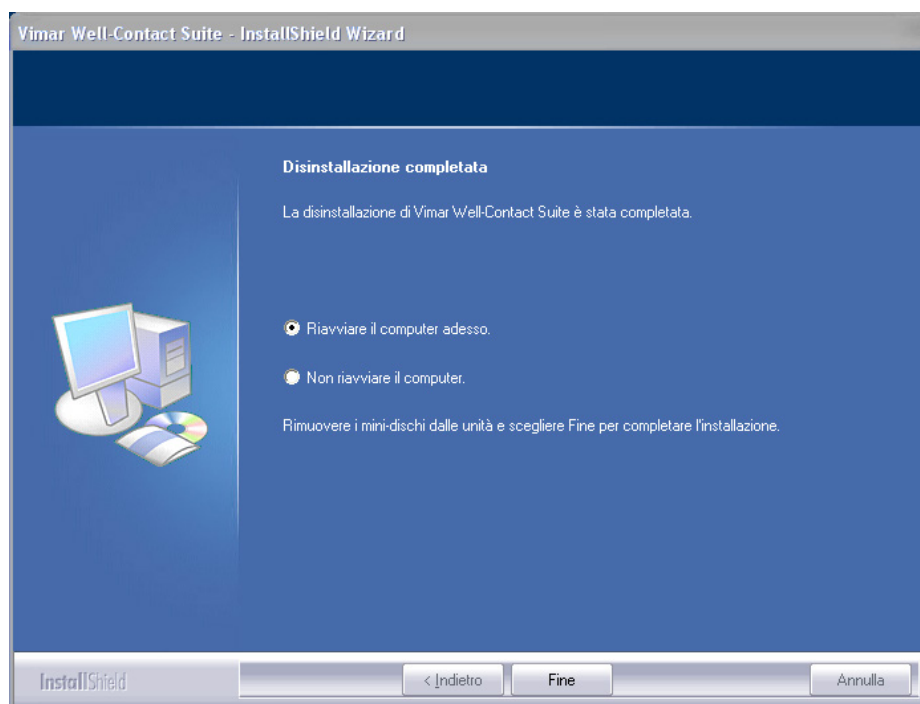 Vimar Well-Contact Suite - InstallShield Wizard
Disinstallazione completata
La disinstallazione di Vimar Well-Contact Suite è stata completata.
Riavviare il computer adesso.
Non riavviare il computer.
Rimuovere i mini-dischi dalle unità e scegliere Fine per completare l'installazione.
InstallShield
< Indietro
Fine
Annulla